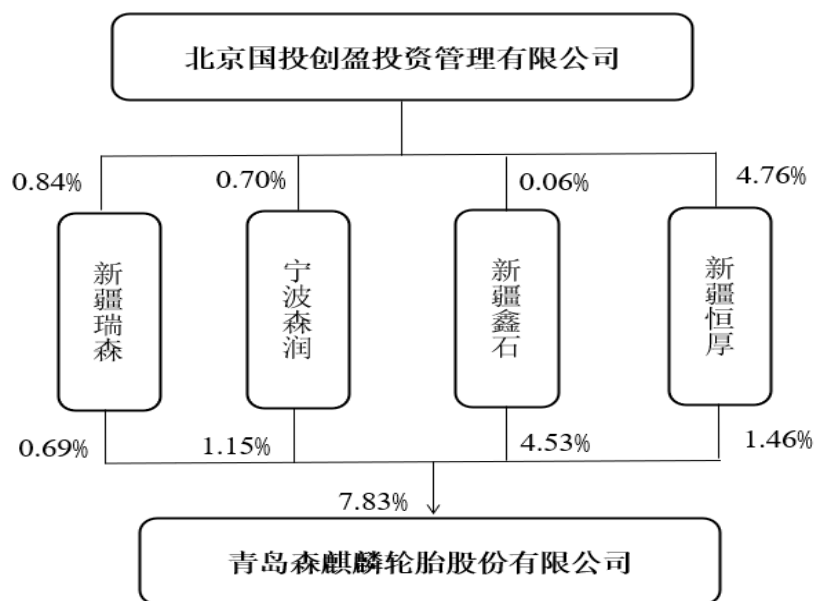 北京国投创盈投资管理有限公司
0.84%
0.70%
0.06%
4.76%
新疆瑞森
宁波森润
新疆鑫石
新疆恒厚
0.69%
1.15%
4.53%
1.46%
7.83%
青岛森麒麟轮胎股份有限公司